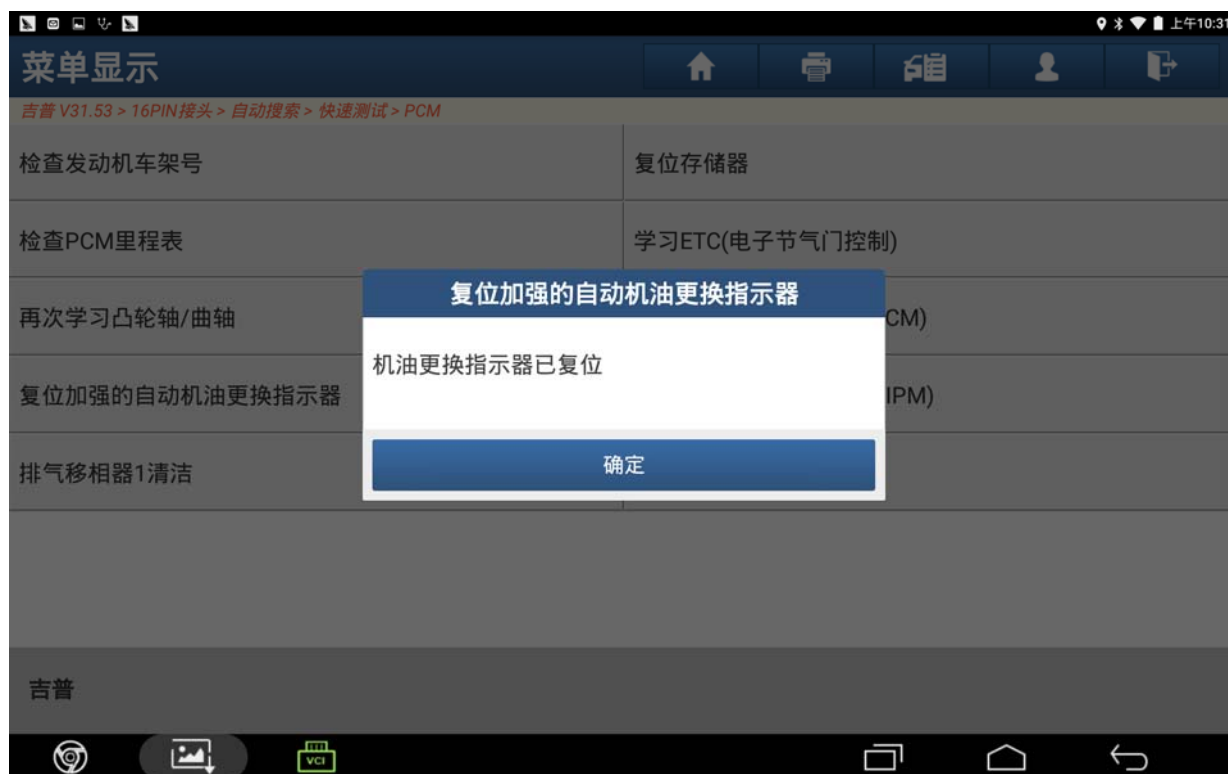 上午10:31
菜单显示
吉普 V31.53 > 16PIN接头 > 自动搜索 > 快速测试 > PCM
检查发动机车架号
复位存储器
检查PCM里程表
学习ETC(电子节气门控制)
复位加强的自动机油更换指示器
再次学习凸轮轴/曲轴
CM)
机油更换指示器已复位
复位加强的自动机油更换指示器
IPM)
排气移相器1清洁
确定
吉普
VCI